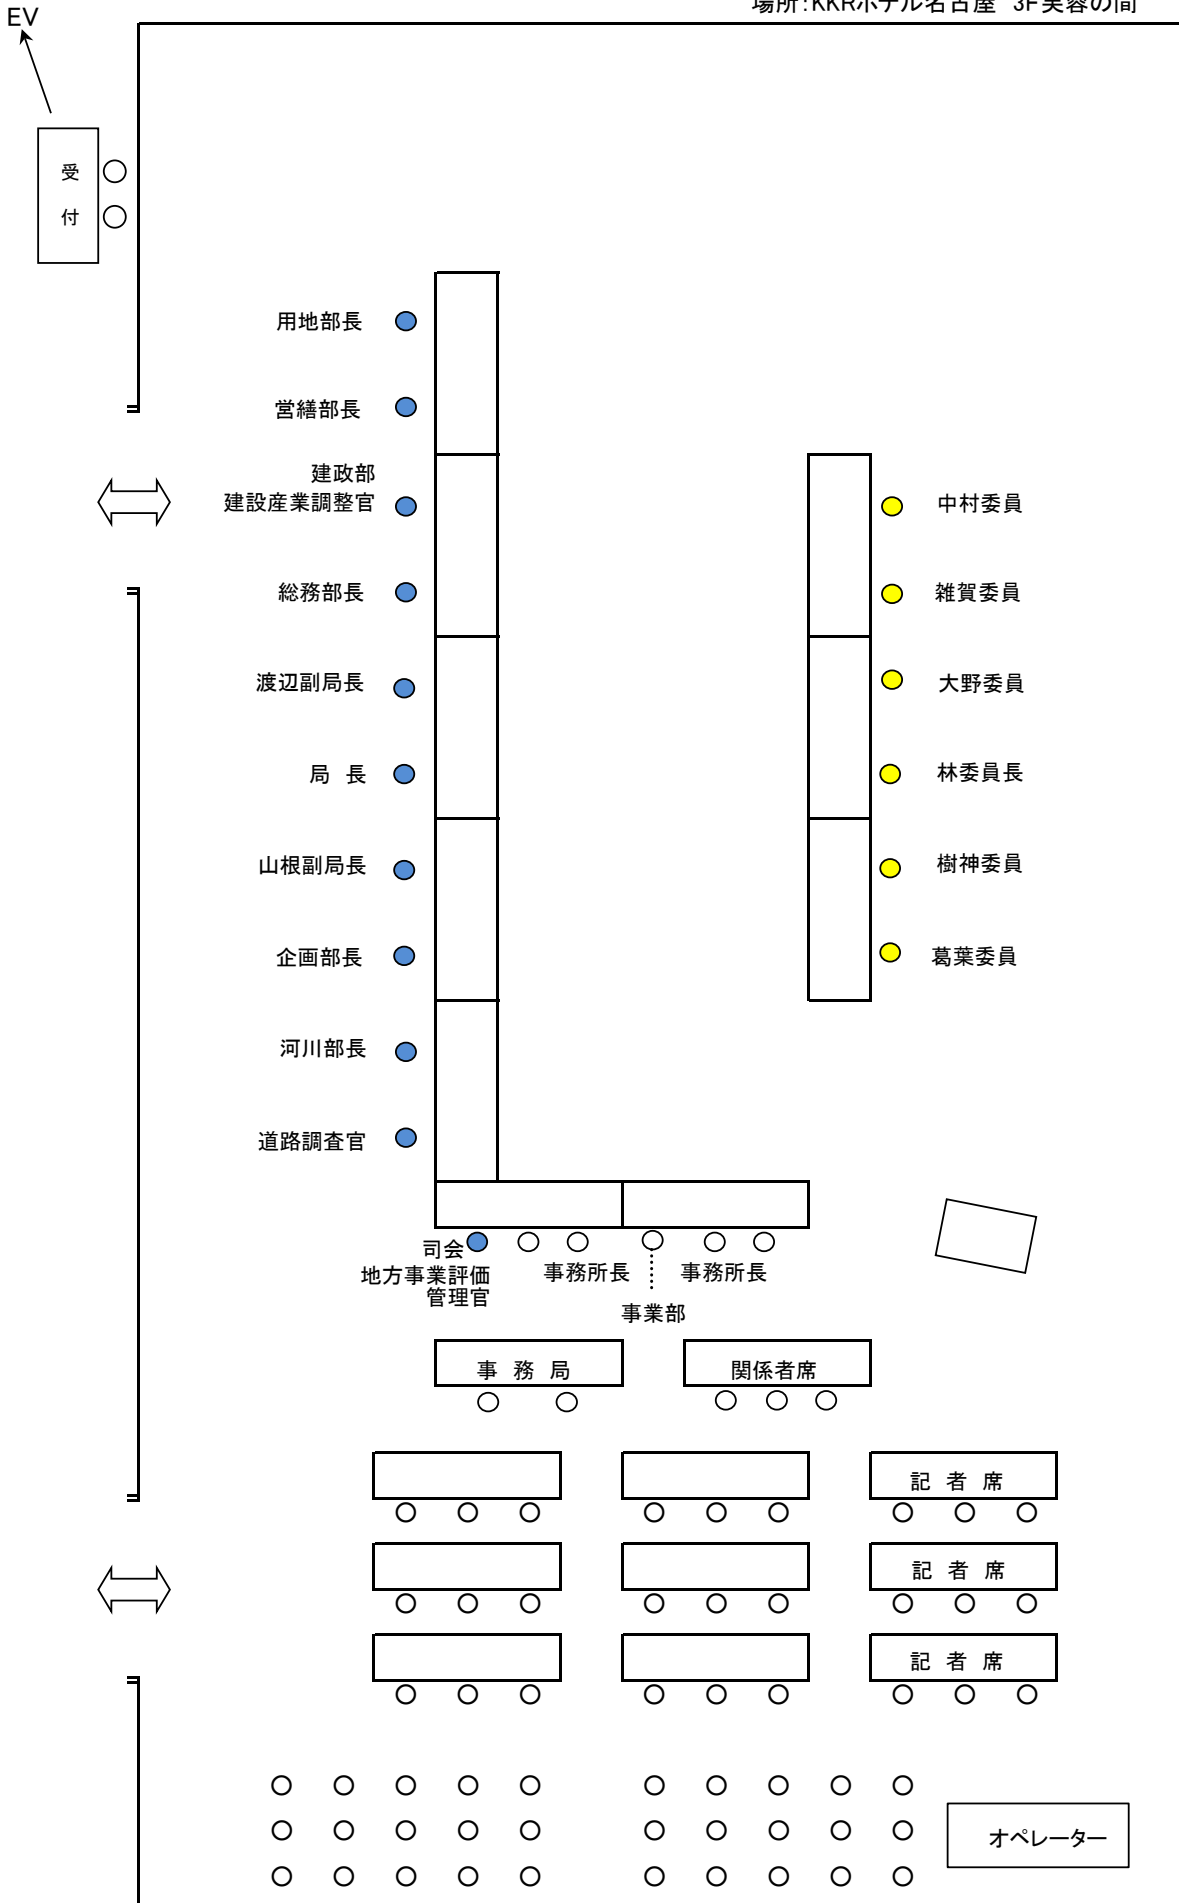 場所：KKRホテル名古屋 3F芙蓉の間
EV
受
付
用地部長
営繕部長
建政部
建設産業調整官
中村委員
総務部長
雑賀委員
渡辺副局長
大野委員
局 長
林委員長
山根副局長
樹神委員
企画部長
葛葉委員
河川部長
道路調査官
司会
地方事業評価
管理官
事務所長
事務所長
事業部
事 務 局
関係者席
記 者 席
記 者 席
記 者 席
オペレーター